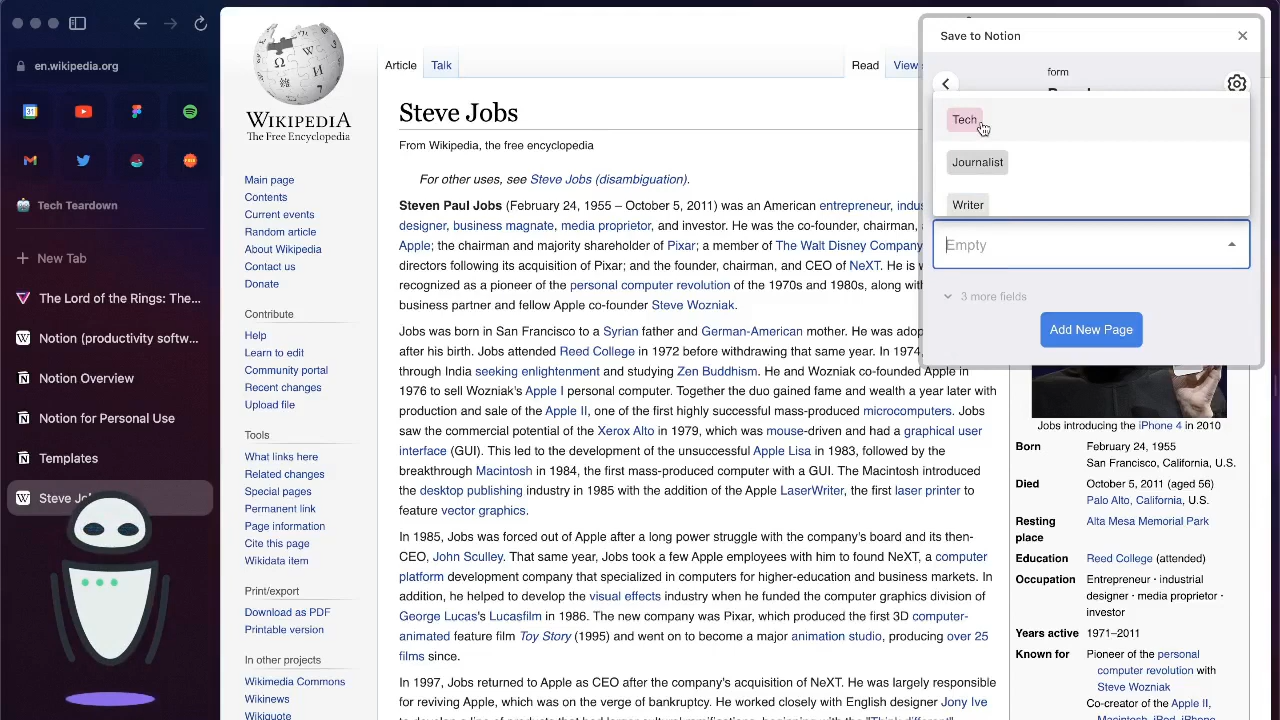 en.wikipedia.org
Tech Teardown
New Tab
The Lord of the Rings: The...
Notion (productivity softw...
Notion Overview
Notion for Personal Use
Templates
Steve Jo
WIKIPEDIA
The Free Encyclopedia
Main page
Contents
Current events
Random article
About Wikipedia
Contact us
Donate
Contribute
Help
Learn to edit
Community portal
Recent changes
Upload file
Tools
What links here
Related changes
Special pages
Permanent link
Page information
Cite this page
Wikidata item
Print/export
Download as PDF
Printable version
In other projects
Wikimedia Commons
Wikinews
Wikiquote
Article
Talk
Read
View
Steve Jobs
From Wikipedia, the free encyclopedia
For other uses, see Steve Jobs (disambiguation).
Steven Paul Jobs (February 24, 1955 – October 5, 2011) was an American entrepreneur, indus
designer, business magnate, media proprietor, and investor. He was the co-founder, chairman,
Apple; the chairman and majority shareholder of Pixar; a member of The Walt Disney Company
directors following its acquisition of Pixar; and the founder, chairman, and CEO of NeXT. He is
recognized as a pioneer of the personal computer revolution of the 1970s and 1980s, along with
business partner and fellow Apple co-founder Steve Wozniak.
Jobs was born in San Francisco to a Syrian father and German-American mother. He was adop
after his birth. Jobs attended Reed College in 1972 before withdrawing that same year. In 1974,
through India seeking enlightenment and studying Zen Buddhism. He and Wozniak co-founded Apple in
1976 to sell Wozniak's Apple I personal computer. Together the duo gained fame and wealth a year later with
production and sale of the Apple II, one of the first highly successful mass-produced microcomputers. Jobs
saw the commercial potential of the Xerox Alto in 1979, which was mouse-driven and had a graphical user
interface (GUI). This led to the development of the unsuccessful Apple Lisa in 1983, followed by the
breakthrough Macintosh in 1984, the first mass-produced computer with a GUI. The Macintosh introduced
the desktop publishing industry in 1985 with the addition of the Apple LaserWriter, the first laser printer to
feature vector graphics.
In 1985, Jobs was forced out of Apple after a long power struggle with the company's board and its then-
CEO, John Sculley. That same year, Jobs took a few Apple employees with him to found NeXT, a computer
platform development company that specialized in computers for higher-education and business markets. In
addition, he helped to develop the visual effects industry when he funded the computer graphics division of
George Lucas's Lucasfilm in 1986. The new company was Pixar, which produced the first 3D computer-
animated feature film Toy Story (1995) and went on to become a major animation studio, producing over 25
films since.
In 1997, Jobs returned to Apple as CEO after the company's acquisition of NeXT. He was largely responsible
for reviving Apple, which was on the verge of bankruptcy. He worked closely with English designer Jony Ive
Save to Notion
form
Tech
Journalist
Writer
Empty
3 more fields
Add New Page
Jobs introducing the iPhone 4 in 2010
Born February 24, 1955
San Francisco, California, U.S.
Died October 5, 2011 (aged 56)
Palo Alto, California, U.S.
Resting place Alta Mesa Memorial Park
Education Reed College (attended)
Occupation Entrepreneur · industrial
designer · media proprietor ·
investor
Years active 1971–2011
Known for Pioneer of the personal
computer revolution with
Steve Wozniak
Co-creator of the Apple II,
Macintosh, iPod, iPhone